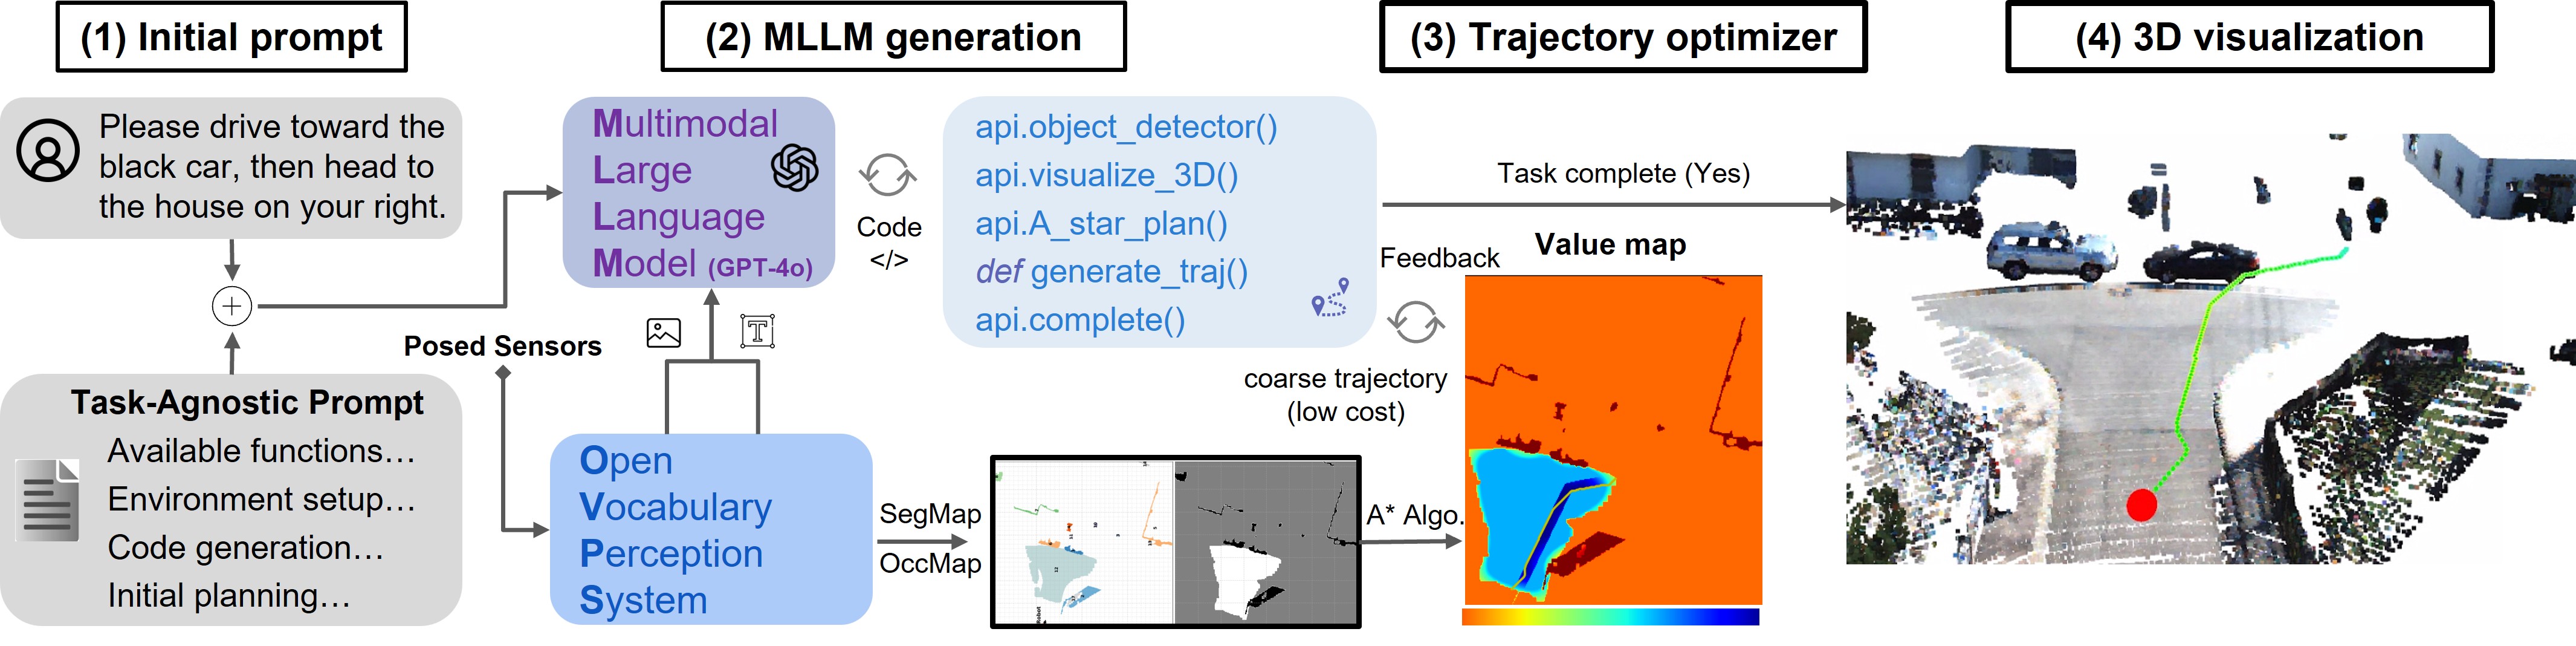 (1) Initial prompt
(2) MLLM generation
(3) Trajectory optimizer
(4) 3D visualization
Please drive toward the
black car, then head to
the house on your right.
Task-Agnostic Prompt
Available functions…
Environment setup…
Code generation…
Initial planning…
Posed Sensors
Multimodal
Large
Language
Model (GPT-4o)
T
Open
Vocabulary
Perception
System
Code
</>
api.object_detector()
api.visualize_3D()
api.A_star_plan()
def generate_traj()
api.complete()
SegMap
OccMap
A* Algo.
Task complete (Yes)
Feedback
Value map
coarse trajectory
(low cost)